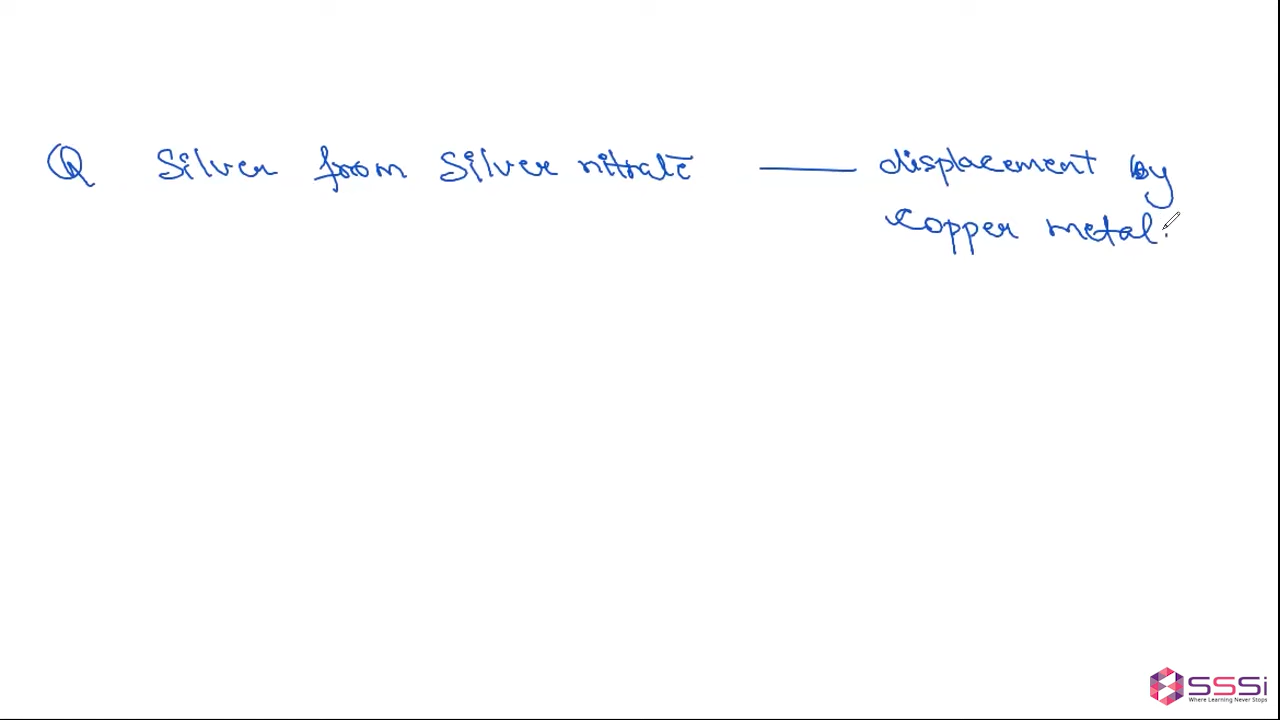 Q Silver from Silver nitrate —— displacement by
copper metal.
SSSi
Where Learning Never Stops